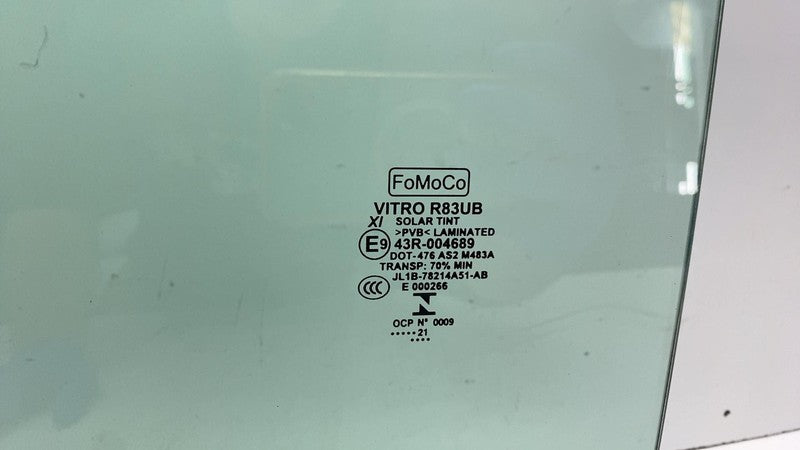 FoMoCo
VITRO R83UB
XI SOLAR TINT
>PVB< LAMINATED
E9 43R-004689
DOT-476 AS2 M483A
TRANSP: 70% MIN
JL1B-78214A51-AB
CCC E 000266
N
OCP N° 0009
•••••21
••••